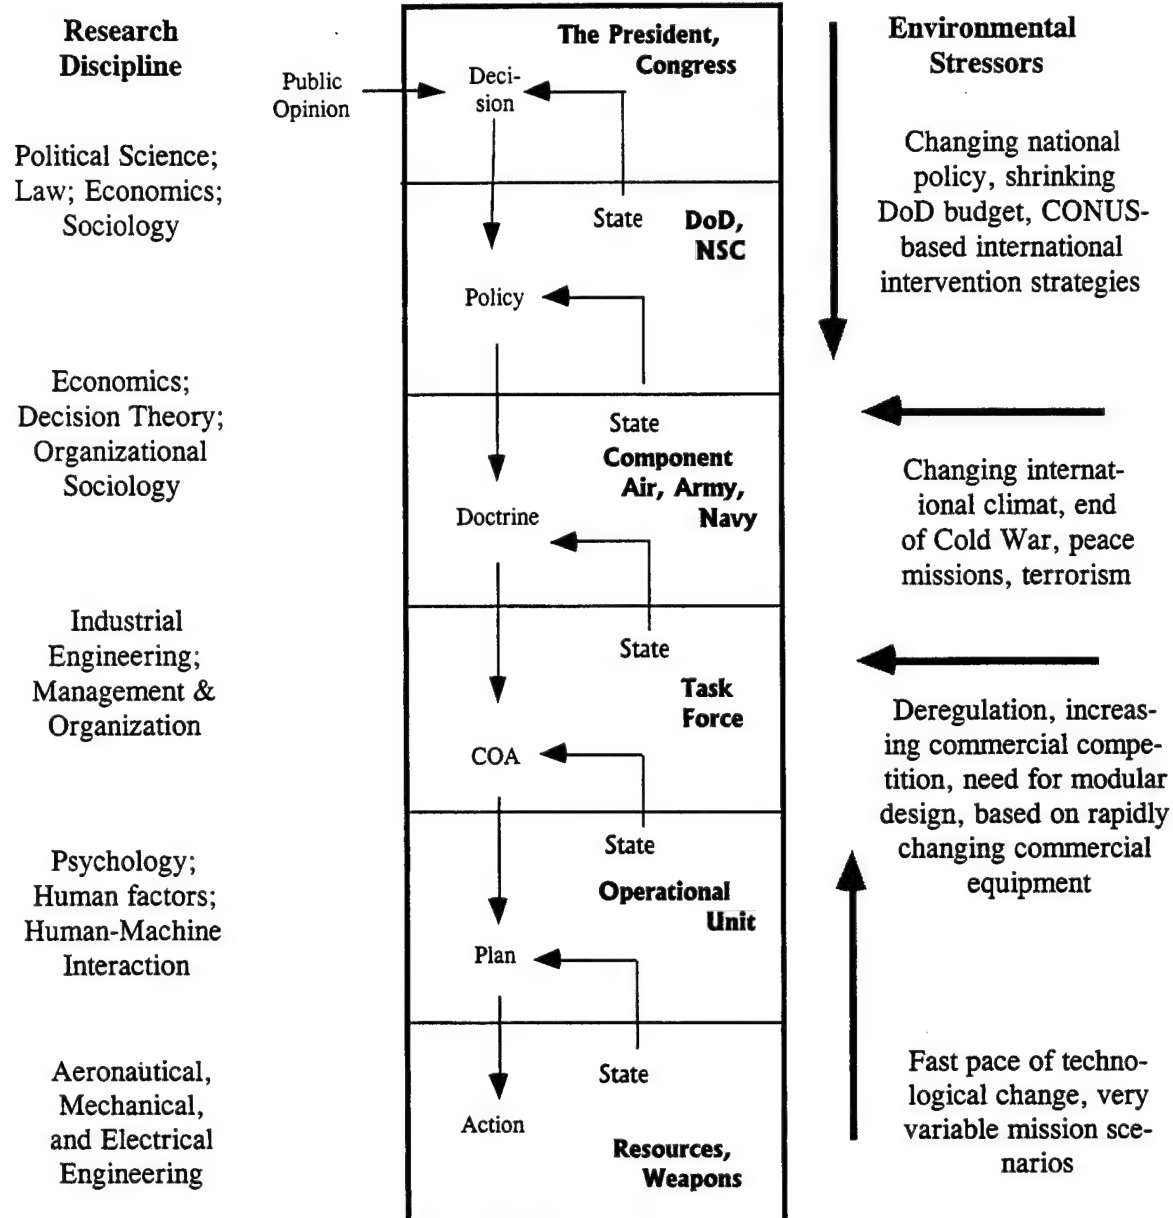 Research
Discipline
Political Science;
Law; Economics;
Sociology
Economics;
Decision Theory;
Organizational
Sociology
Industrial
Engineering;
Management &
Organization
Psychology;
Human factors;
Human-Machine
Interaction
Aeronautical,
Mechanical,
and Electrical
Engineering
Public
Opinion
The President,
Congress
Deci-
sion
State
DoD,
NSC
Policy
State
Component
Air, Army,
Navy
Doctrine
State
Task
Force
COA
State
Operational
Unit
Plan
State
Action
Resources,
Weapons
Environmental
Stressors
Changing national
policy, shrinking
DoD budget, CONUS-
based international
intervention strategies
Changing internat-
ional climat, end
of Cold War, peace
missions, terrorism
Deregulation, increas-
ing commercial compe-
tition, need for modular
design, based on rapidly
changing commercial
equipment
Fast pace of techno-
logical change, very
variable mission sce-
narios